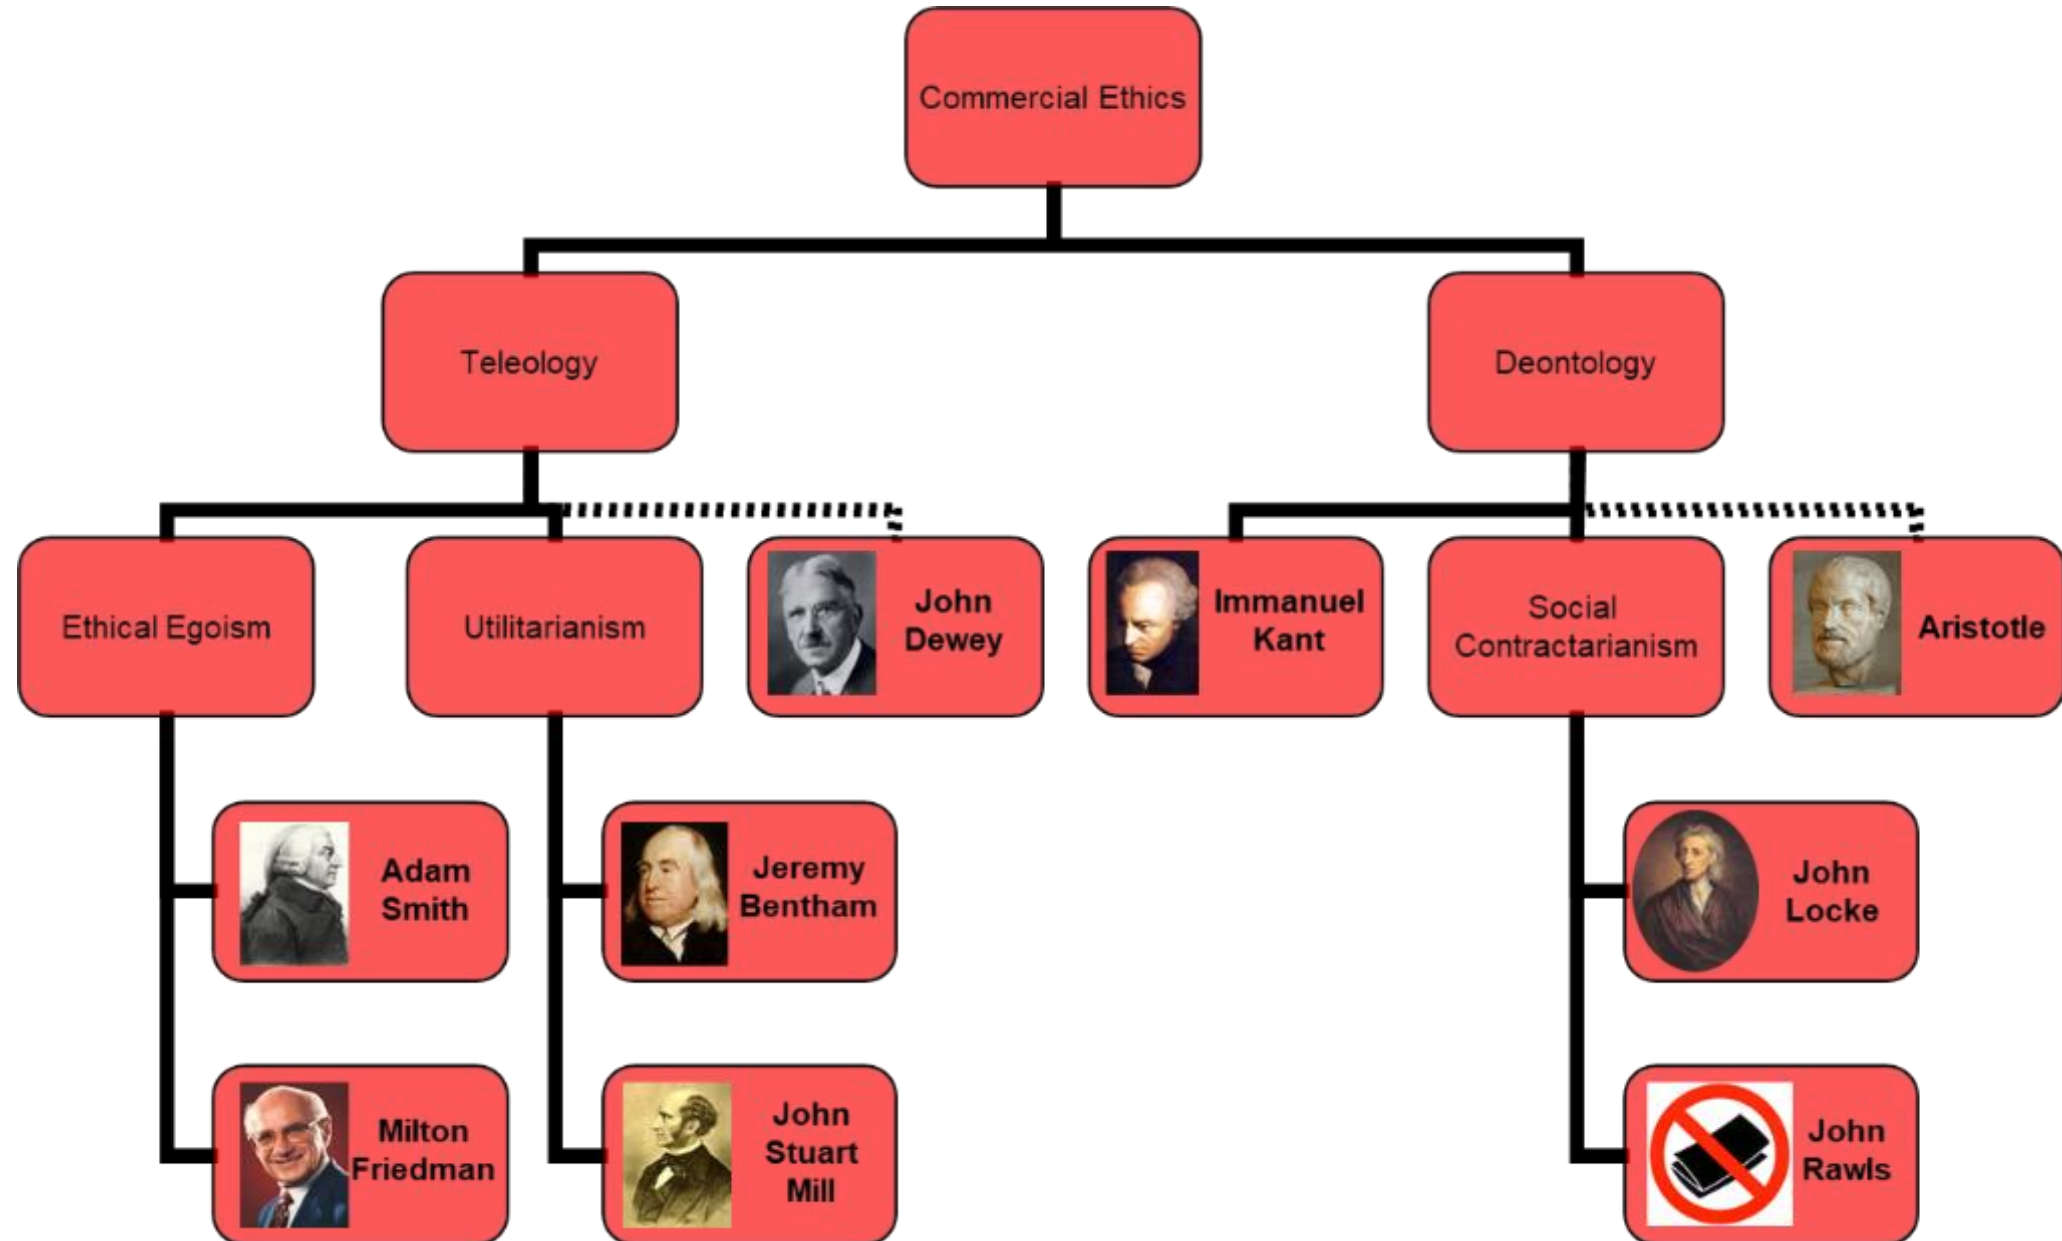 Commercial Ethics
Teleology
Deontology
Ethical Egoism
Utilitarianism
John
Dewey
Immanuel
Kant
Social
Contractarianism
Aristotle
Adam
Smith
Jeremy
Bentham
John
Locke
Milton
Friedman
John
Stuart
Mill
John
Rawls